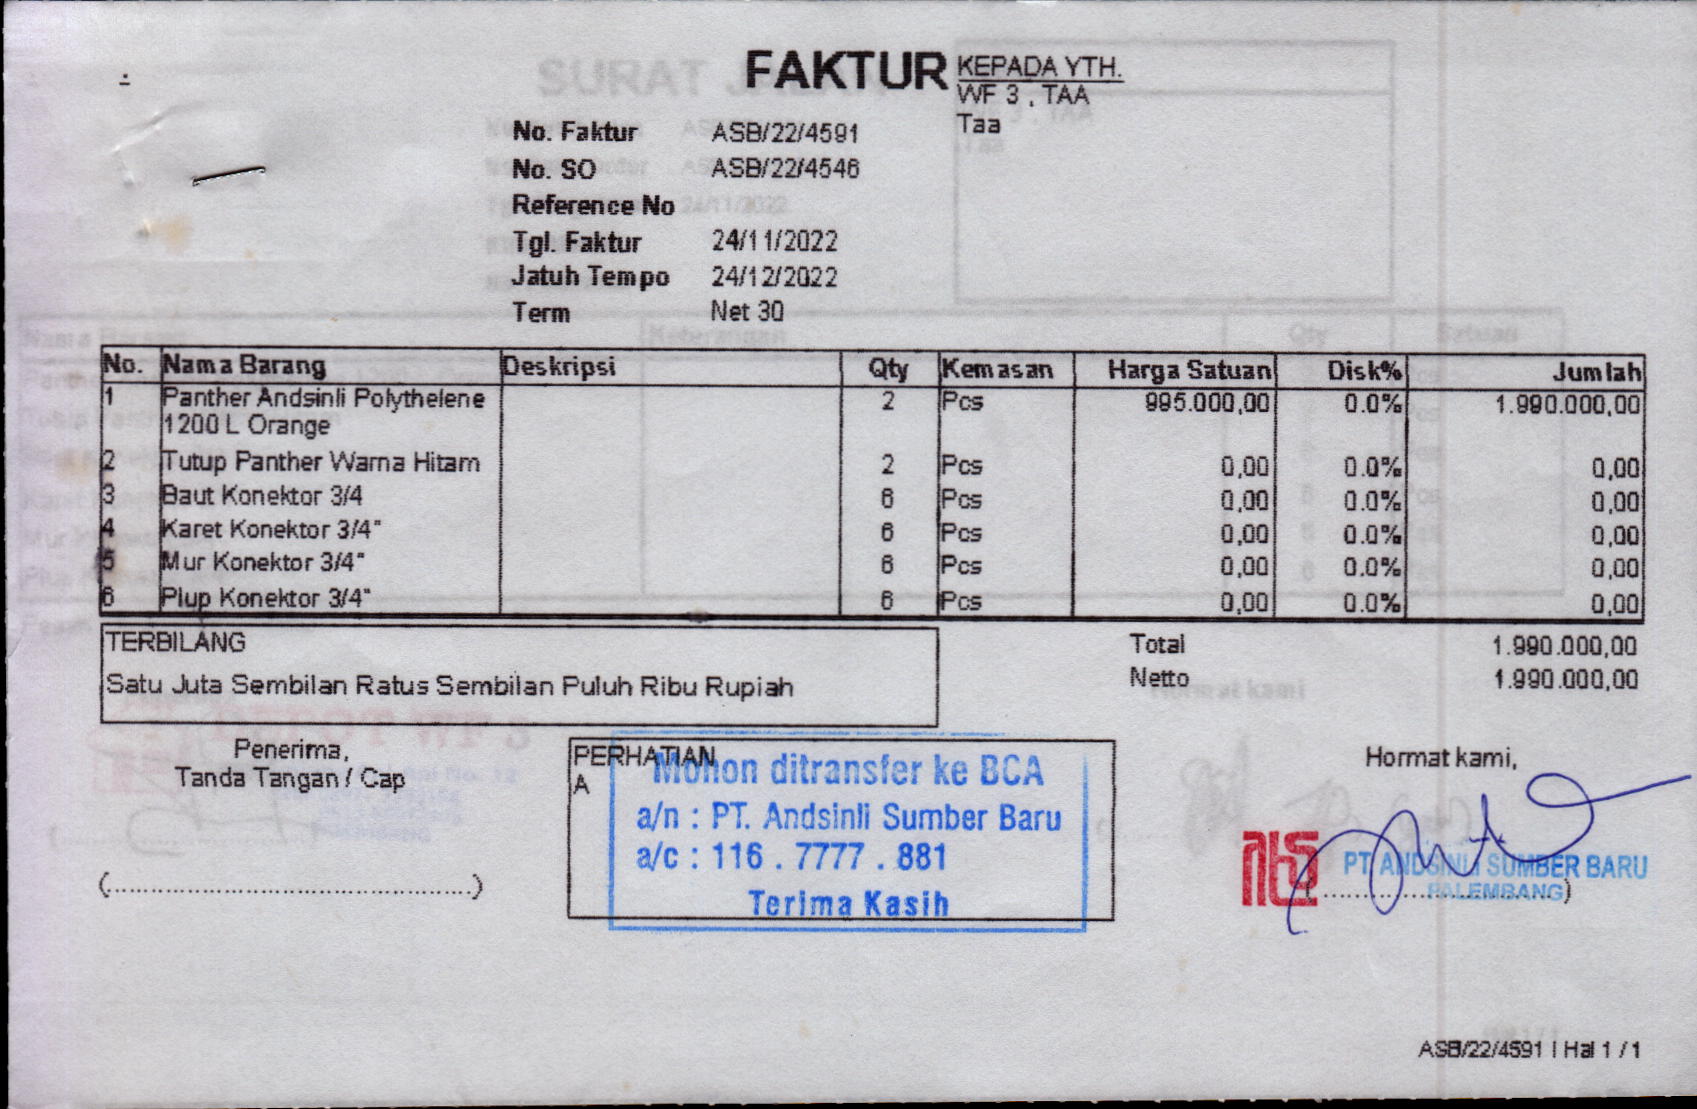 FAKTUR
KEPADA YTH.
WF 3 , TAA
Taa
No. Faktur ASB/22/4591
No. SO ASB/22/4546
Reference No
Tgl. Faktur 24/11/2022
Jatuh Tempo 24/12/2022
Term Net 30
No. Nama Barang Deskripsi Qty Kemasan Harga Satuan Disk% Jumlah
1 Panther Andsinli Polythelene 2 Pcs 995.000,00 0.0% 1.990.000,00
1200 L Orange
2 Tutup Panther Warna Hitam 2 Pcs 0,00 0.0% 0,00
3 Baut Konektor 3/4 6 Pcs 0,00 0.0% 0,00
4 Karet Konektor 3/4" 6 Pcs 0,00 0.0% 0,00
5 Mur Konektor 3/4" 6 Pcs 0,00 0.0% 0,00
6 Plup Konektor 3/4" 6 Pcs 0,00 0.0% 0,00
TERBILANG
Satu Juta Sembilan Ratus Sembilan Puluh Ribu Rupiah
Total 1.990.000,00
Netto 1.990.000,00
Penerima,
Tanda Tangan / Cap
(..................................................)
PERHATIAN
A
Mohon ditransfer ke BCA
a/n : PT. Andsinli Sumber Baru
a/c : 116 . 7777 . 881
Terima Kasih
Hormat kami,
PT. ANDSINLI SUMBER BARU
PALEMBANG
ASB/22/4591 | Hal 1 / 1